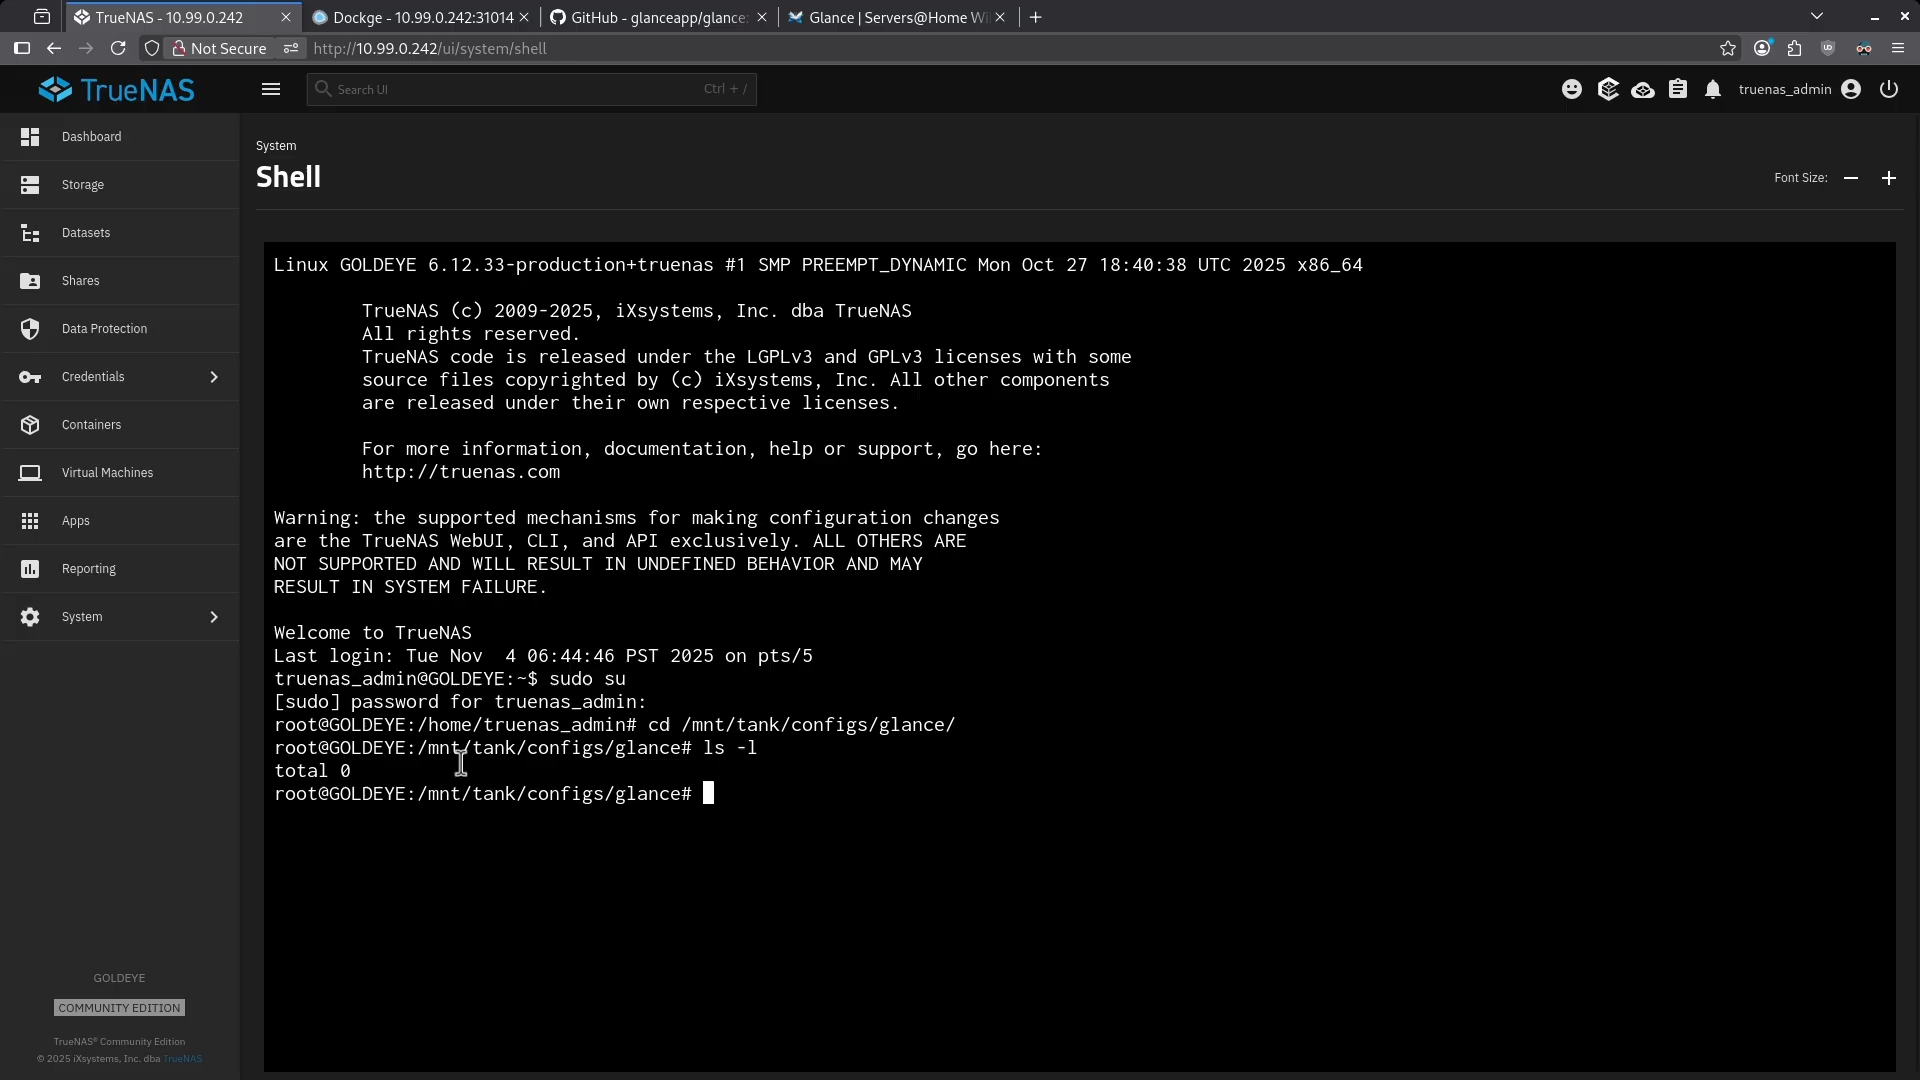 TrueNAS - 10.99.0.242
Dockge - 10.99.0.242:31014
GitHub - glanceapp/glance:
Glance | Servers@Home Wi
Not Secure
http://10.99.0.242/ui/system/shell
TrueNAS
Search UI
Ctrl + /
truenas_admin
Dashboard
Storage
Datasets
Shares
Data Protection
Credentials
Containers
Virtual Machines
Apps
Reporting
System
GOLDEYE
COMMUNITY EDITION
TrueNAS® Community Edition
© 2025 iXsystems, Inc. dba TrueNAS
System
Shell
Font Size:
Linux GOLDEYE 6.12.33-production+truenas #1 SMP PREEMPT_DYNAMIC Mon Oct 27 18:40:38 UTC 2025 x86_64
TrueNAS (c) 2009-2025, iXsystems, Inc. dba TrueNAS
All rights reserved.
TrueNAS code is released under the LGPLv3 and GPLv3 licenses with some
source files copyrighted by (c) iXsystems, Inc. All other components
are released under their own respective licenses.
For more information, documentation, help or support, go here:
http://truenas.com
Warning: the supported mechanisms for making configuration changes
are the TrueNAS WebUI, CLI, and API exclusively. ALL OTHERS ARE
NOT SUPPORTED AND WILL RESULT IN UNDEFINED BEHAVIOR AND MAY
RESULT IN SYSTEM FAILURE.
Welcome to TrueNAS
Last login: Tue Nov  4 06:44:46 PST 2025 on pts/5
truenas_admin@GOLDEYE:~$ sudo su
[sudo] password for truenas_admin:
root@GOLDEYE:/home/truenas_admin# cd /mnt/tank/configs/glance/
root@GOLDEYE:/mnt/tank/configs/glance# ls -l
total 0
root@GOLDEYE:/mnt/tank/configs/glance#